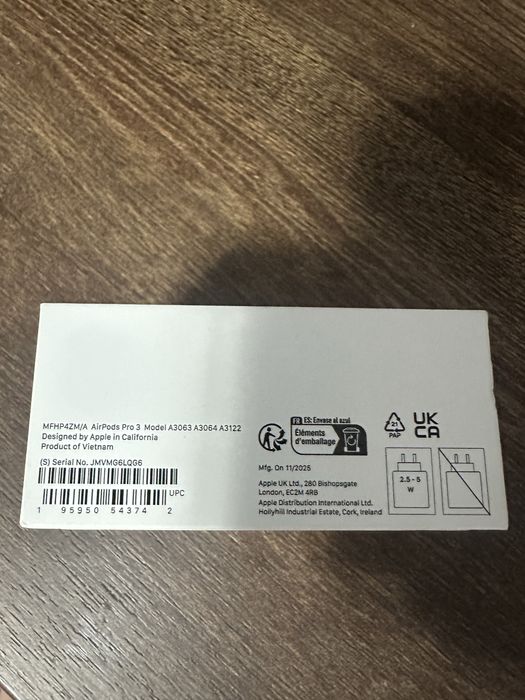 MFHP4ZM/A AirPods Pro 3 Model A3063 A3064 A3122
Designed by Apple in California
Product of Vietnam
(S) Serial No. JMVMG6LQG6
UPC
1 95950 54374 2
FR ES: Envase al azul
Éléments
d'emballage
Mfg. On 11/2025
Apple UK Ltd., 280 Bishopsgate
London, EC2M 4RB
Apple Distribution International Ltd.
Hollyhill Industrial Estate, Cork, Ireland
21
PAP
UK
CA
2.5 - 5
W